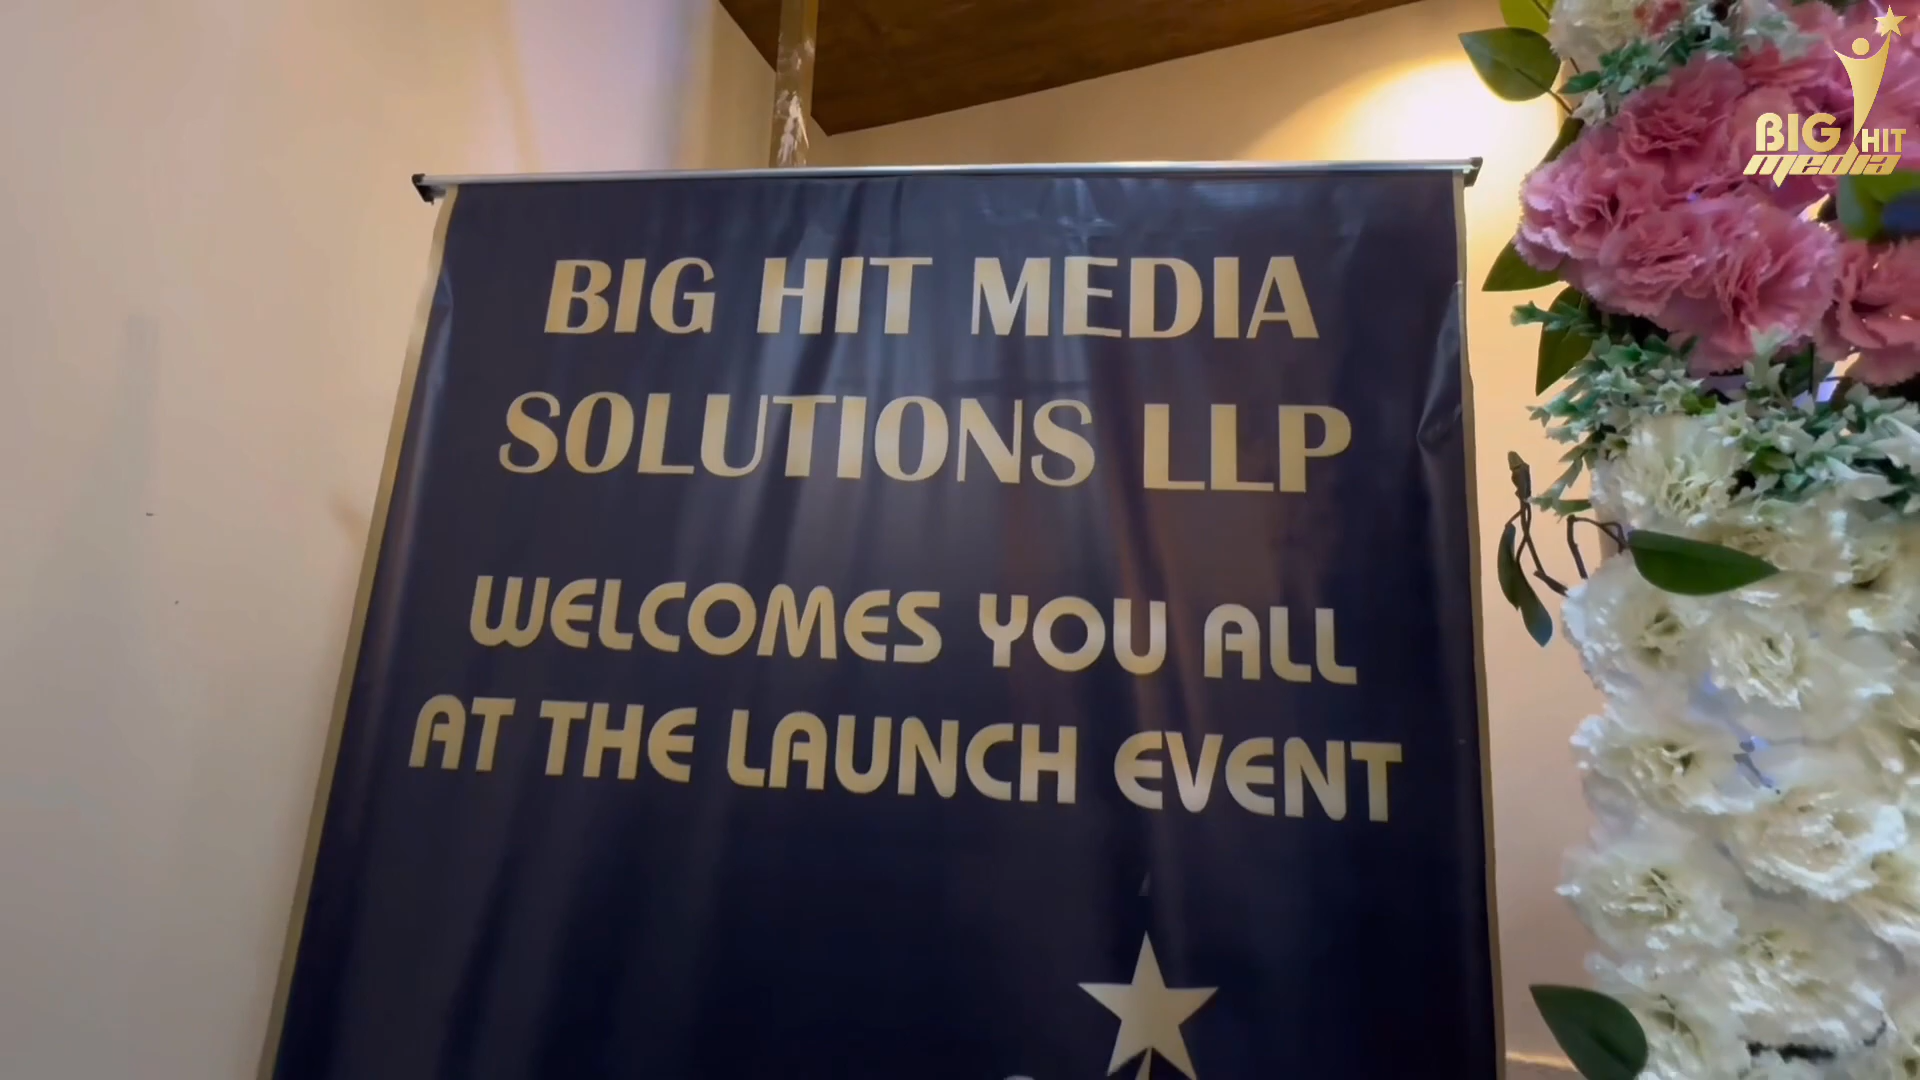 BIG HIT MEDIA
SOLUTIONS LLP
WELCOMES YOU ALL
AT THE LAUNCH EVENT
BIG HIT
media